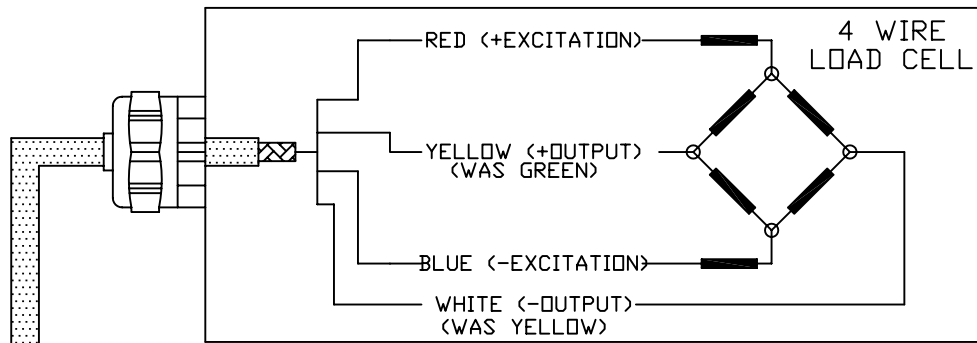 4 WIRE
LOAD CELL
RED (+EXCITATION)
YELLOW (+OUTPUT)
(WAS GREEN)
BLUE (-EXCITATION)
WHITE (-OUTPUT)
(WAS YELLOW)